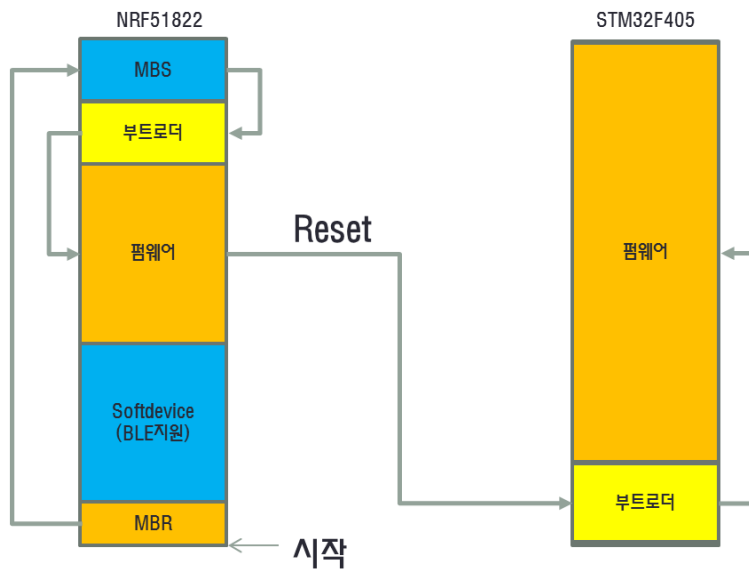 NRF51822
STM32F405
MBS
부트로더
펌웨어
Reset
펌웨어
Softdevice
(BLE지원)
부트로더
MBR
시작